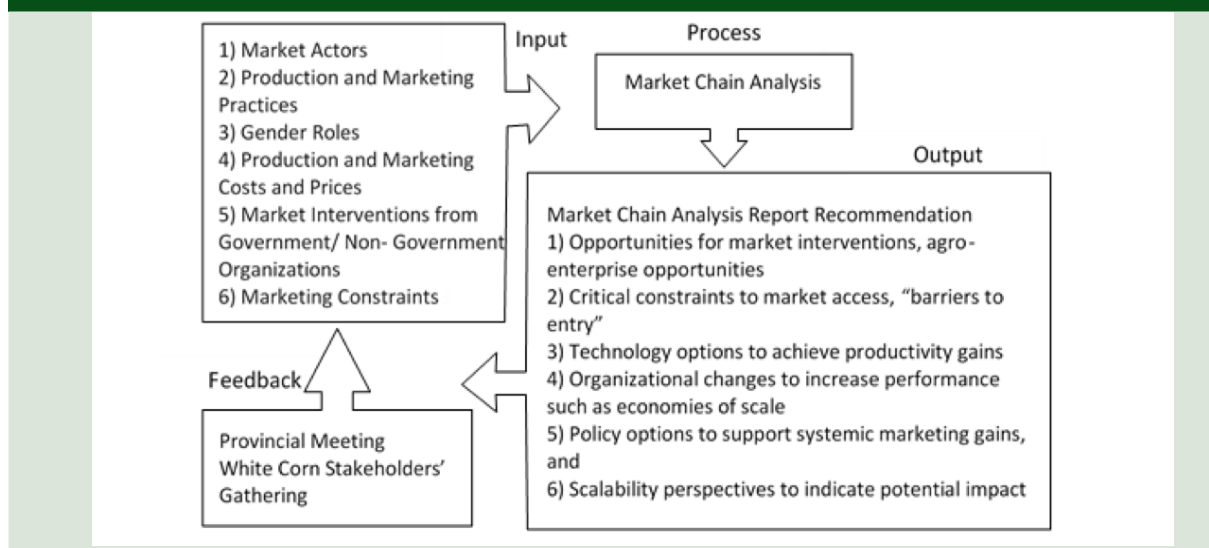 Input
1) Market Actors
2) Production and Marketing
Practices
3) Gender Roles
4) Production and Marketing
Costs and Prices
5) Market Interventions from
Government/ Non- Government
Organizations
6) Marketing Constraints
Process
Market Chain Analysis
Output
Market Chain Analysis Report Recommendation
1) Opportunities for market interventions, agro-
enterprise opportunities
2) Critical constraints to market access, “barriers to
entry”
3) Technology options to achieve productivity gains
4) Organizational changes to increase performance
such as economies of scale
5) Policy options to support systemic marketing gains,
and
6) Scalability perspectives to indicate potential impact
Feedback
Provincial Meeting
White Corn Stakeholders’
Gathering